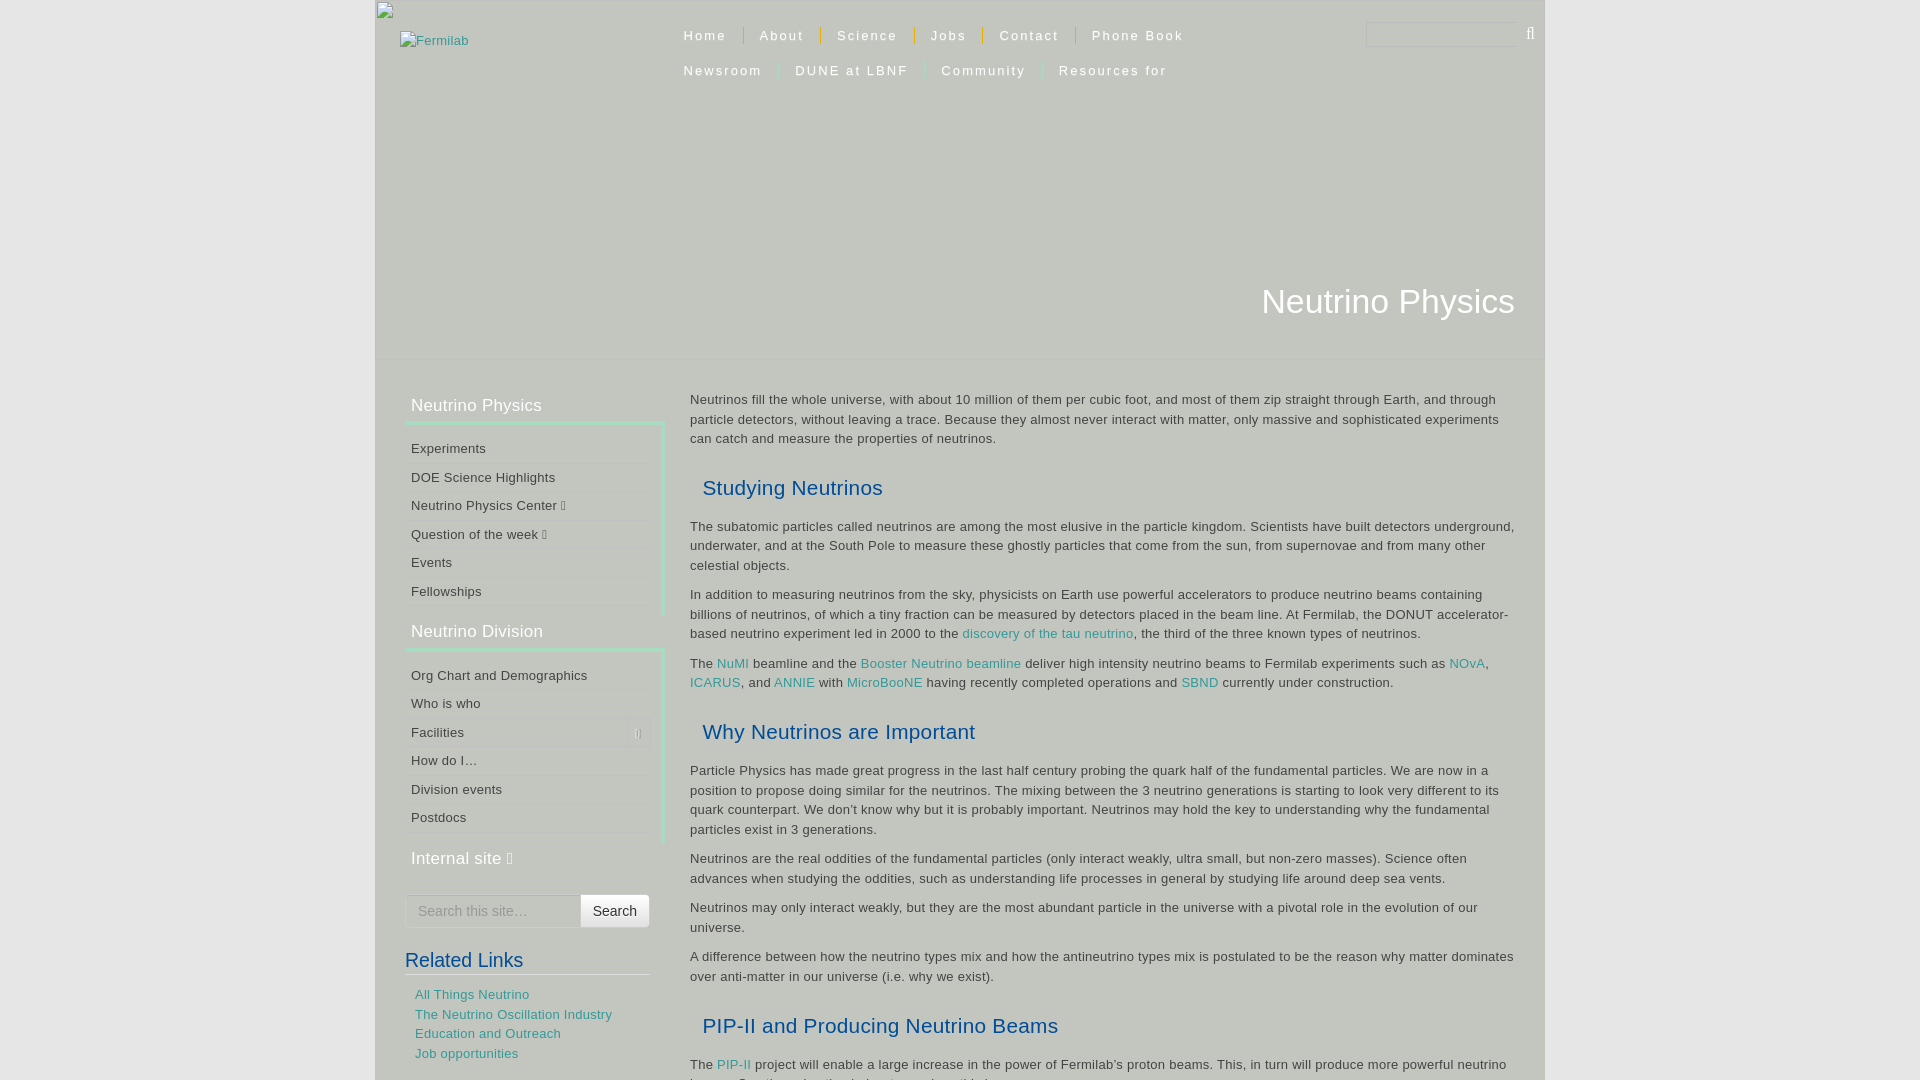 Fermilab
Home
About
Science
Jobs
Contact
Phone Book
Newsroom
DUNE at LBNF
Community
Resources for
Neutrino Physics
Neutrino Physics
Experiments
DOE Science Highlights
Neutrino Physics Center
Question of the week
Events
Fellowships
Neutrino Division
Org Chart and Demographics
Who is who
Facilities
How do I…
Division events
Postdocs
Internal site
Search this site…
Search
Related Links
All Things Neutrino
The Neutrino Oscillation Industry
Education and Outreach
Job opportunities
Neutrinos fill the whole universe, with about 10 million of them per cubic foot, and most of them zip straight through Earth, and through
particle detectors, without leaving a trace. Because they almost never interact with matter, only massive and sophisticated experiments
can catch and measure the properties of neutrinos.
Studying Neutrinos
The subatomic particles called neutrinos are among the most elusive in the particle kingdom. Scientists have built detectors underground,
underwater, and at the South Pole to measure these ghostly particles that come from the sun, from supernovae and from many other
celestial objects.
In addition to measuring neutrinos from the sky, physicists on Earth use powerful accelerators to produce neutrino beams containing
billions of neutrinos, of which a tiny fraction can be measured by detectors placed in the beam line. At Fermilab, the DONUT accelerator-
based neutrino experiment led in 2000 to the discovery of the tau neutrino, the third of the three known types of neutrinos.
The NuMI beamline and the Booster Neutrino beamline deliver high intensity neutrino beams to Fermilab experiments such as NOvA,
ICARUS, and ANNIE with MicroBooNE having recently completed operations and SBND currently under construction.
Why Neutrinos are Important
Particle Physics has made great progress in the last half century probing the quark half of the fundamental particles. We are now in a
position to propose doing similar for the neutrinos. The mixing between the 3 neutrino generations is starting to look very different to its
quark counterpart. We don’t know why but it is probably important. Neutrinos may hold the key to understanding why the fundamental
particles exist in 3 generations.
Neutrinos are the real oddities of the fundamental particles (only interact weakly, ultra small, but non-zero masses). Science often
advances when studying the oddities, such as understanding life processes in general by studying life around deep sea vents.
Neutrinos may only interact weakly, but they are the most abundant particle in the universe with a pivotal role in the evolution of our
universe.
A difference between how the neutrino types mix and how the antineutrino types mix is postulated to be the reason why matter dominates
over anti-matter in our universe (i.e. why we exist).
PIP-II and Producing Neutrino Beams
The PIP-II project will enable a large increase in the power of Fermilab’s proton beams. This, in turn will produce more powerful neutrino